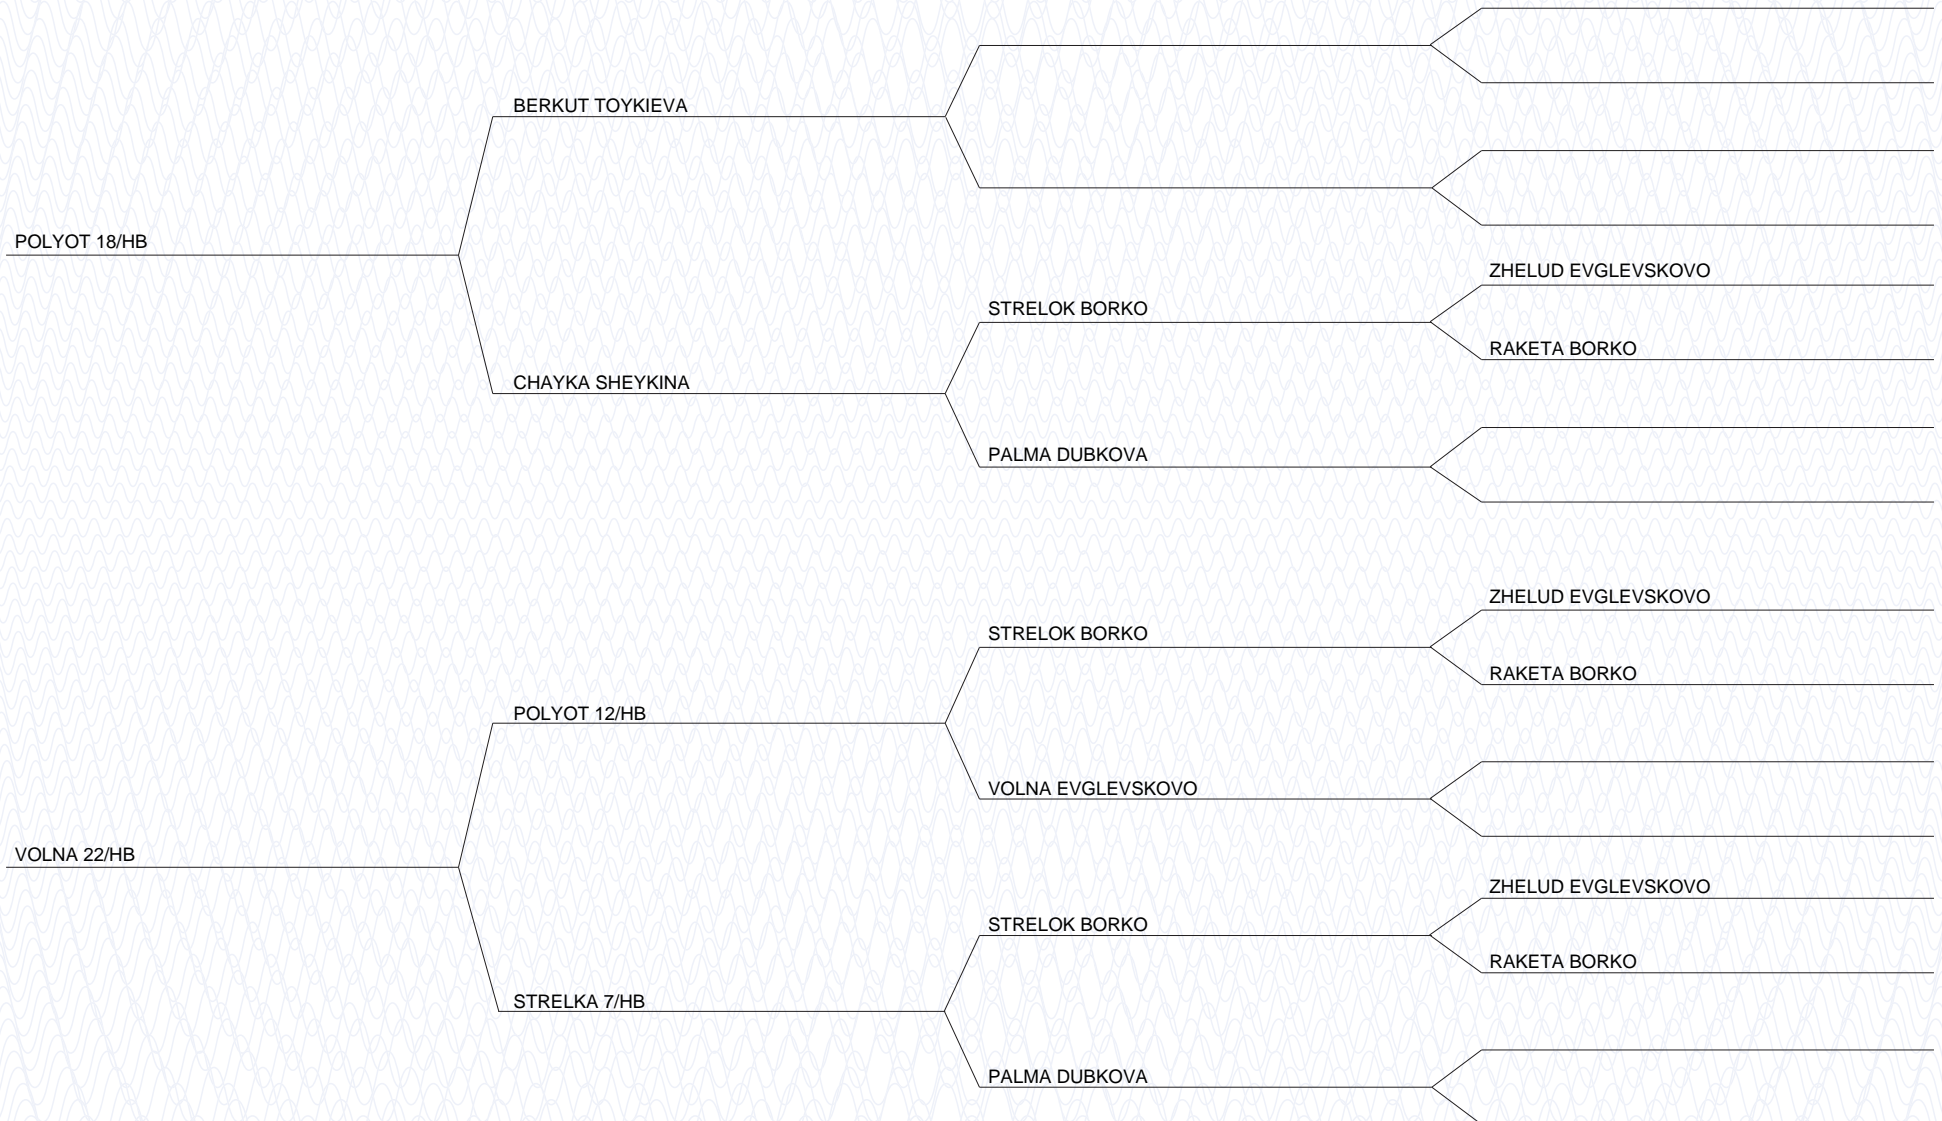 BERKUT TOYKIEVA
POLYOT 18/HB
ZHELUD EVGLEVSKOVO
STRELOK BORKO
RAKETA BORKO
CHAYKA SHEYKINA
PALMA DUBKOVA
ZHELUD EVGLEVSKOVO
STRELOK BORKO
RAKETA BORKO
POLYOT 12/HB
VOLNA EVGLEVSKOVO
VOLNA 22/HB
ZHELUD EVGLEVSKOVO
STRELOK BORKO
RAKETA BORKO
STRELKA 7/HB
PALMA DUBKOVA